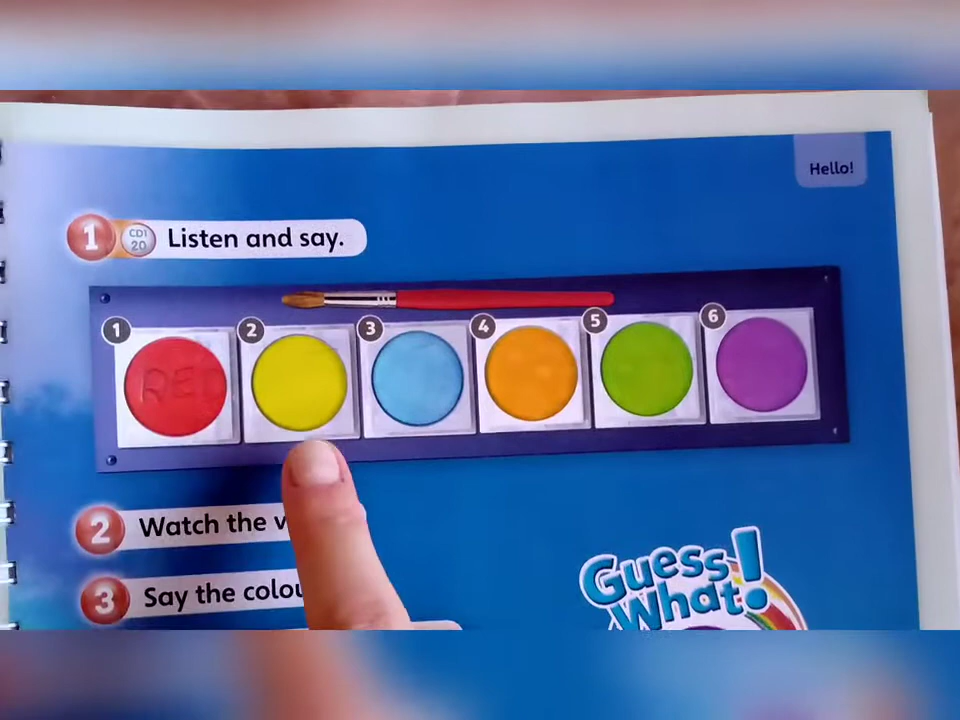 Hello!
1 CD1 20 Listen and say.
1 2 3 4 5 6
RED
2 Watch the
3 Say the
Guess
What!